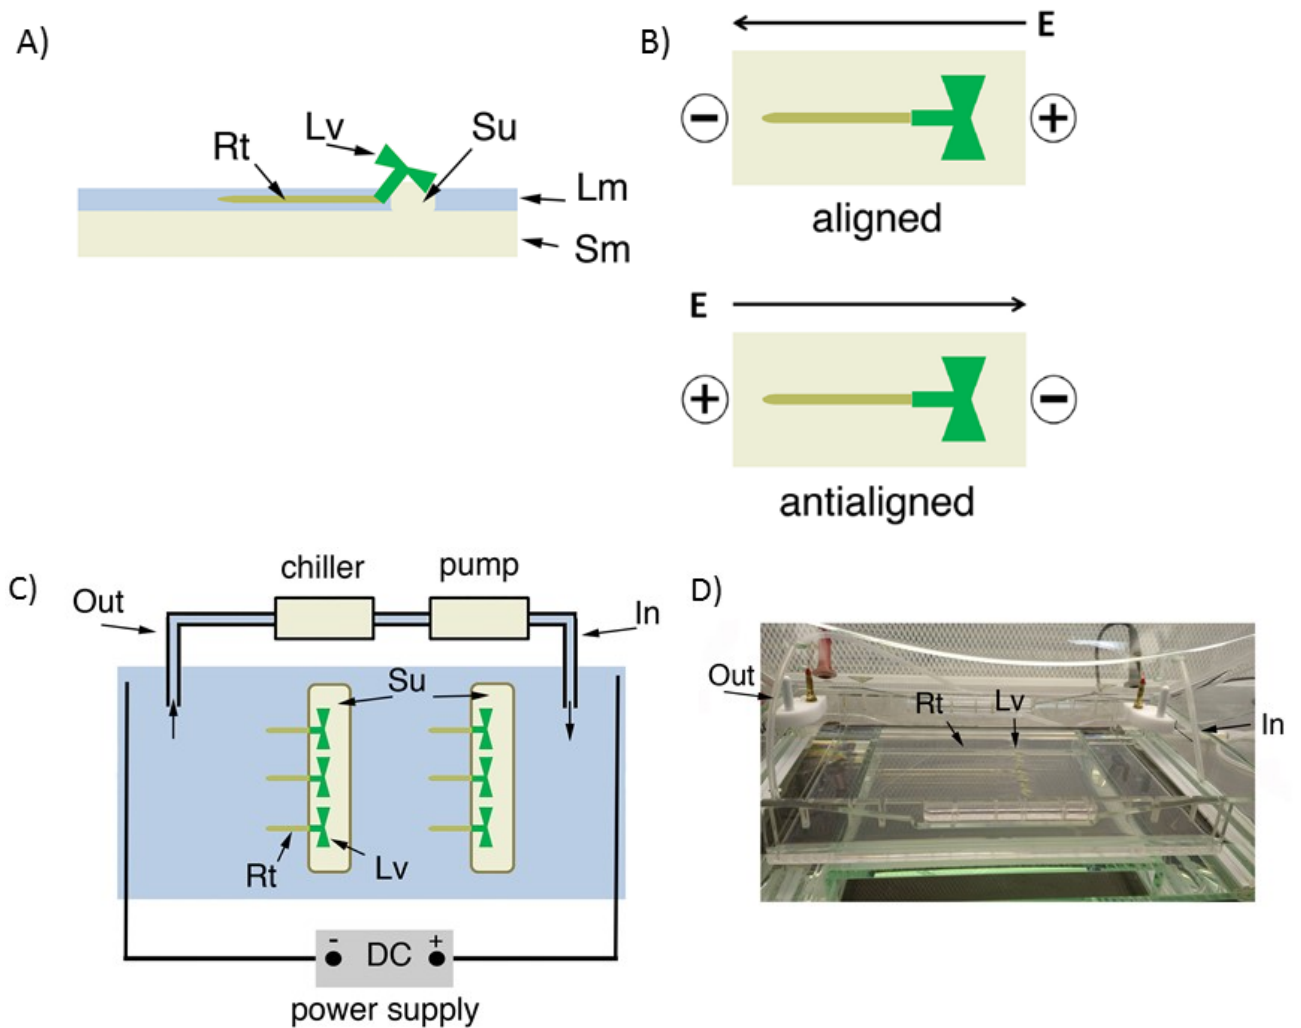 A)
Rt
Lv
Su
Lm
Sm
B)
E
− +
aligned
E
+ −
antialigned
C)
Out
chiller
pump
In
Su
Rt
Lv
- DC +
power supply
D)
Out
Rt
Lv
In